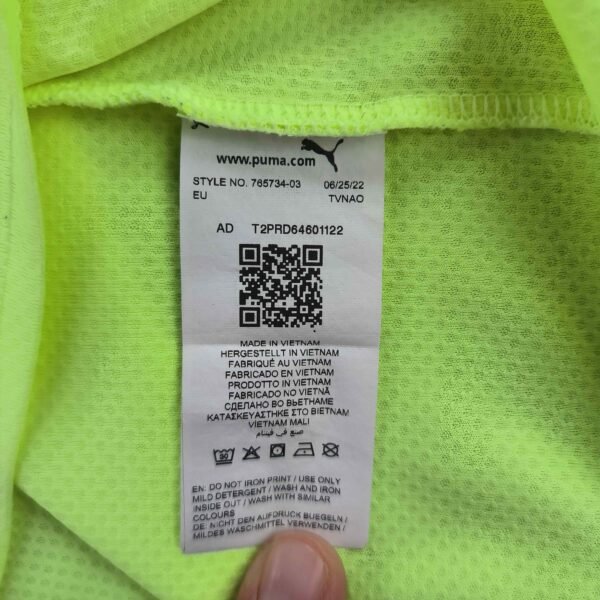 www.puma.com
STYLE NO. 765734-03 06/25/22
EU TVNAO
AD T2PRD64601122
MADE IN VIETNAM
HERGESTELLT IN VIETNAM
FABRIQUÉ AU VIETNAM
FABRICADO EN VIETNAM
PRODOTTO IN VIETNAM
FABRICADO NO VIETNÃ
СДЕЛАНО ВО ВЬЕТНАМЕ
ΚΑΤΑΣΚΕΥΑΣΤΗΚΕ ΣΤΟ ΒΙΕΤΝΑΜ
VİETNAM MALI
صنع في فيتنام
30
EN: DO NOT IRON PRINT / USE ONLY
MILD DETERGENT / WASH AND IRON
INSIDE OUT / WASH WITH SIMILAR
COLOURS
DE: NICHT DEN AUFDRUCK BUEGELN /
MILDES WASCHMITTEL VERWENDEN /